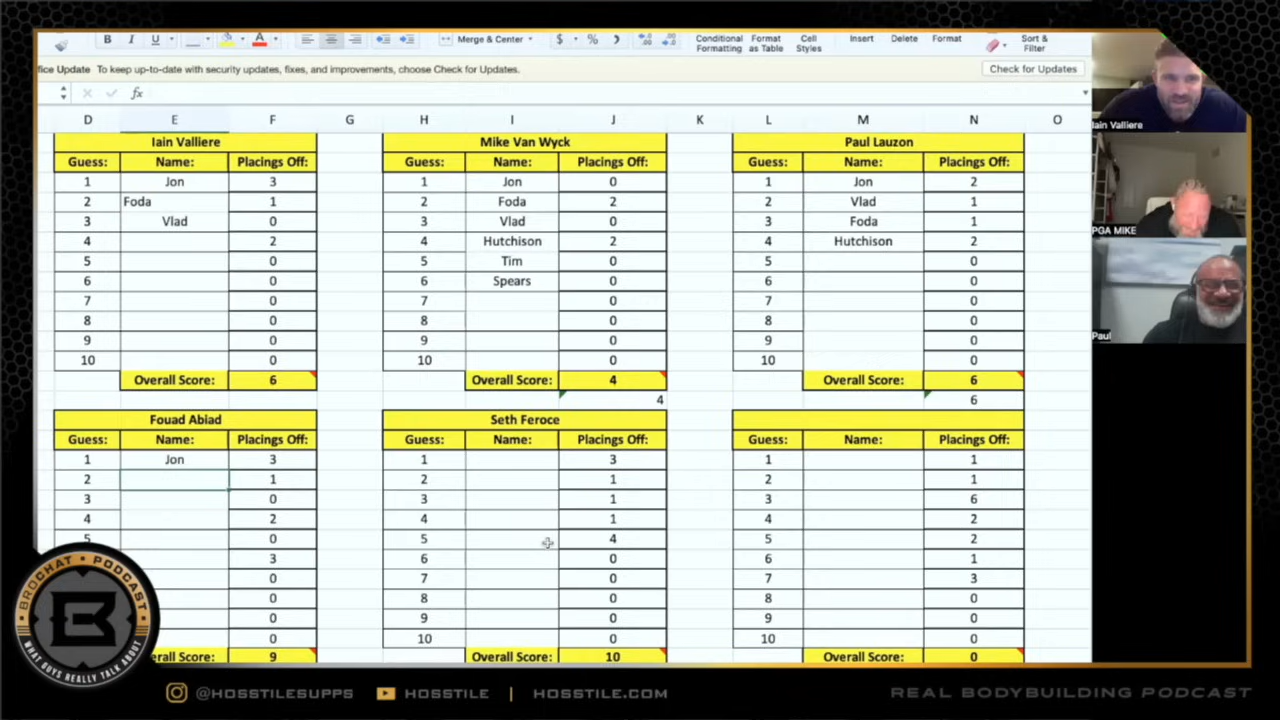 B I U A Merge & Center $ % Conditional Formatting Format as Table Cell Styles Insert Delete Format Sort & Filter
fice Update To keep up-to-date with security updates, fixes, and improvements, choose Check for Updates. Check for Updates
fx
D E F G H I J K L M N O
Iain Valliere Mike Van Wyck Paul Lauzon
Guess: Name: Placings Off: Guess: Name: Placings Off: Guess: Name: Placings Off:
1 Jon 3 1 Jon 0 1 Jon 2
2 Foda 1 2 Foda 2 2 Vlad 1
3 Vlad 0 3 Vlad 0 3 Foda 1
4 2 4 Hutchison 2 4 Hutchison 2
5 0 5 Tim 0 5 0
6 0 6 Spears 0 6 0
7 0 7 0 7 0
8 0 8 0 8 0
9 0 9 0 9 0
10 0 10 0 10 0
Overall Score: 6 Overall Score: 4 Overall Score: 6
4 6
Fouad Abiad Seth Feroce
Guess: Name: Placings Off: Guess: Name: Placings Off: Guess: Name: Placings Off:
1 Jon 3 1 3 1 1
2 1 2 1 2 1
3 0 3 1 3 6
4 2 4 1 4 2
5 0 5 4 5 2
3 6 0 6 1
0 7 0 7 3
0 8 0 8 0
0 9 0 9 0
0 10 0 10 0
erall Score: 9 Overall Score: 10 Overall Score: 0
Iain Valliere
PGA MIKE
Paul
BROCHAT • PODCAST
B
WHAT GUYS REALLY TALK ABOUT
@HOSSTILESUPPS HOSSTILE | HOSSTILE.COM REAL BODYBUILDING PODCAST